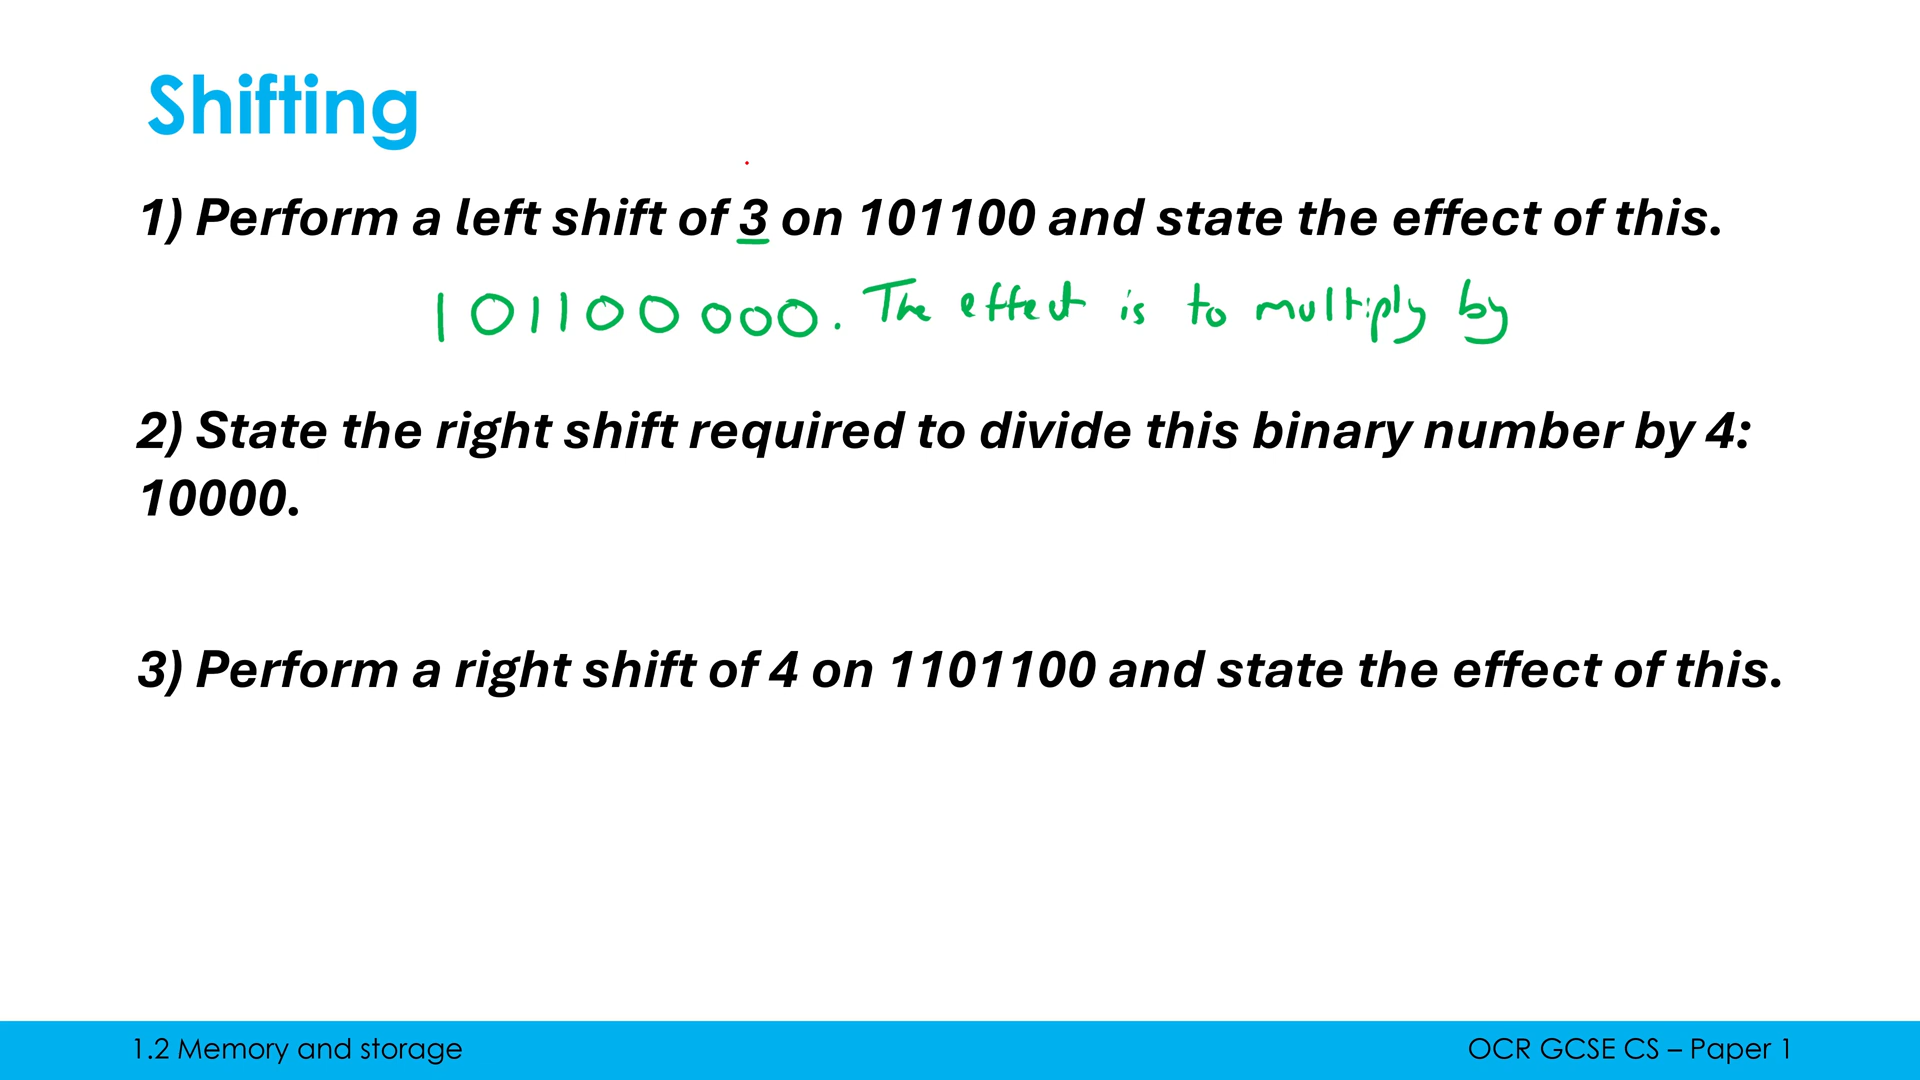 Shifting
1) Perform a left shift of 3 on 101100 and state the effect of this.
101100000. The effect is to multiply by
2) State the right shift required to divide this binary number by 4:
10000.
3) Perform a right shift of 4 on 1101100 and state the effect of this.
1.2 Memory and storage
OCR GCSE CS – Paper 1